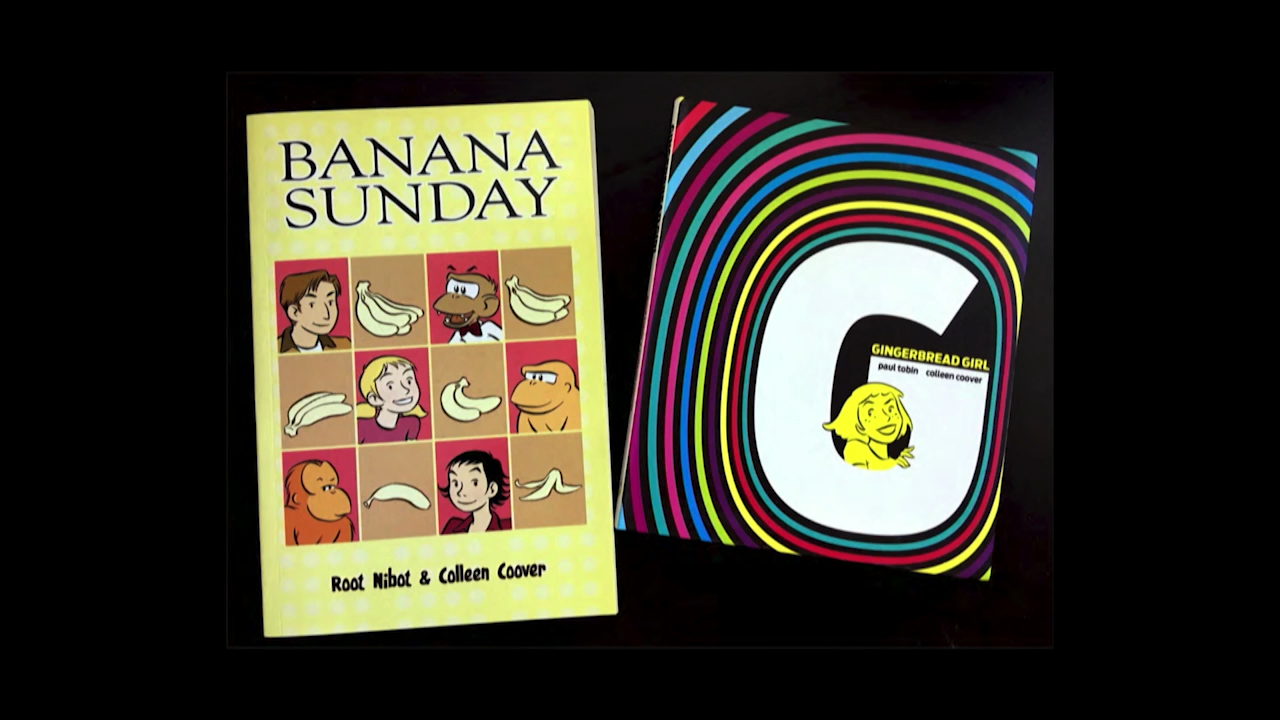 BANANA
SUNDAY
Root Nibot & Colleen Coover
G
GINGERBREAD GIRL
paul tobin colleen coover